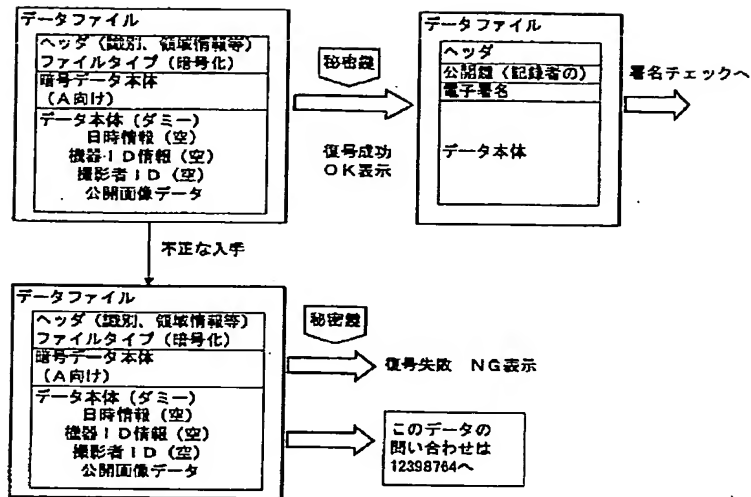 データファイル
ヘッダ（識別、領域情報等）
ファイルタイプ（暗号化）
暗号データ本体
（A向け）
データ本体（ダミー）
日時情報（空）
機器ID情報（空）
撮影者ID（空）
公開画像データ
秘密鍵
復号成功
OK表示
データファイル
ヘッダ
公開鍵（記録者の）
電子署名
データ本体
署名チェックへ
不正な入手
データファイル
ヘッダ（識別、領域情報等）
ファイルタイプ（暗号化）
暗号データ本体
（A向け）
データ本体（ダミー）
日時情報（空）
機器ID情報（空）
撮影者ID（空）
公開画像データ
秘密鍵
復号失敗 NG表示
このデータの
問い合わせは
12398764へ